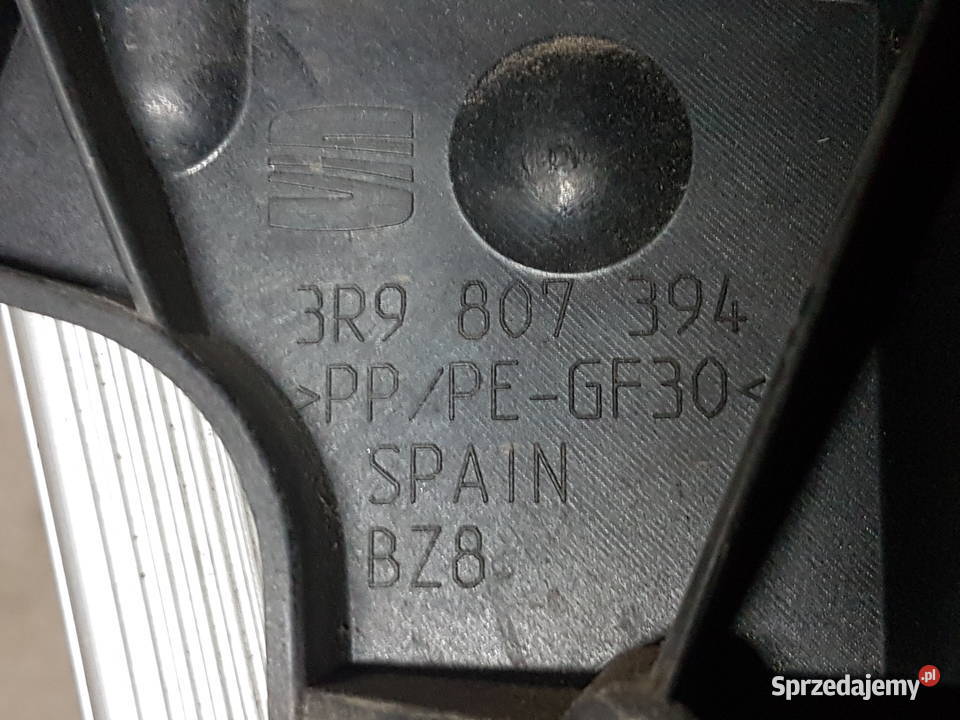 3R9 807 394
>PP/PE-GF30<
SPAIN
BZ8
Sprzedajemy.pl